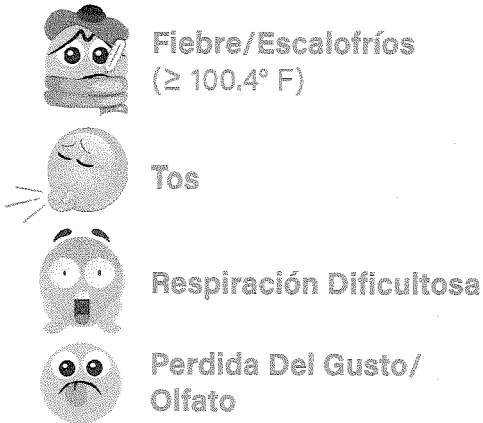 Fiebre/Escalofríos
(≥ 100.4° F)
Tos
Respiración Dificultosa
Perdida Del Gusto/
Olfato